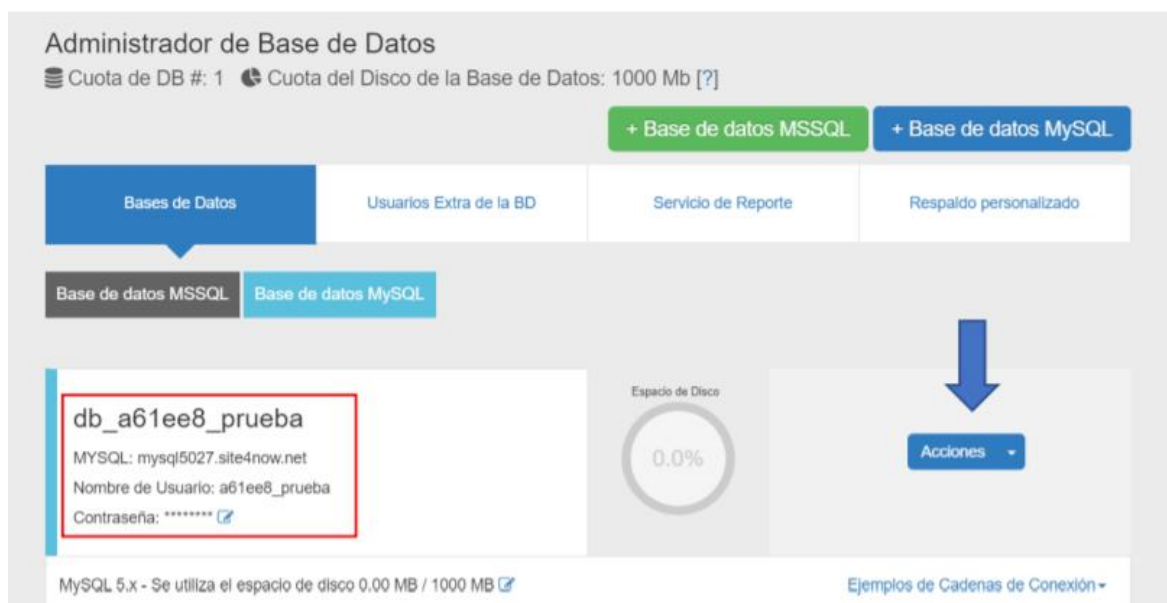 Administrador de Base de Datos
Cuota de DB #: 1 Cuota del Disco de la Base de Datos: 1000 Mb [?]
+ Base de datos MSSQL + Base de datos MySQL
Bases de Datos Usuarios Extra de la BD Servicio de Reporte Respaldo personalizado
Base de datos MSSQL Base de datos MySQL
db_a61ee8_prueba
MYSQL: mysql5027.site4now.net
Nombre de Usuario: a61ee8_prueba
Contraseña: ********
Espacio de Disco
0.0%
Acciones
MySQL 5.x - Se utiliza el espacio de disco 0.00 MB / 1000 MB Ejemplos de Cadenas de Conexión